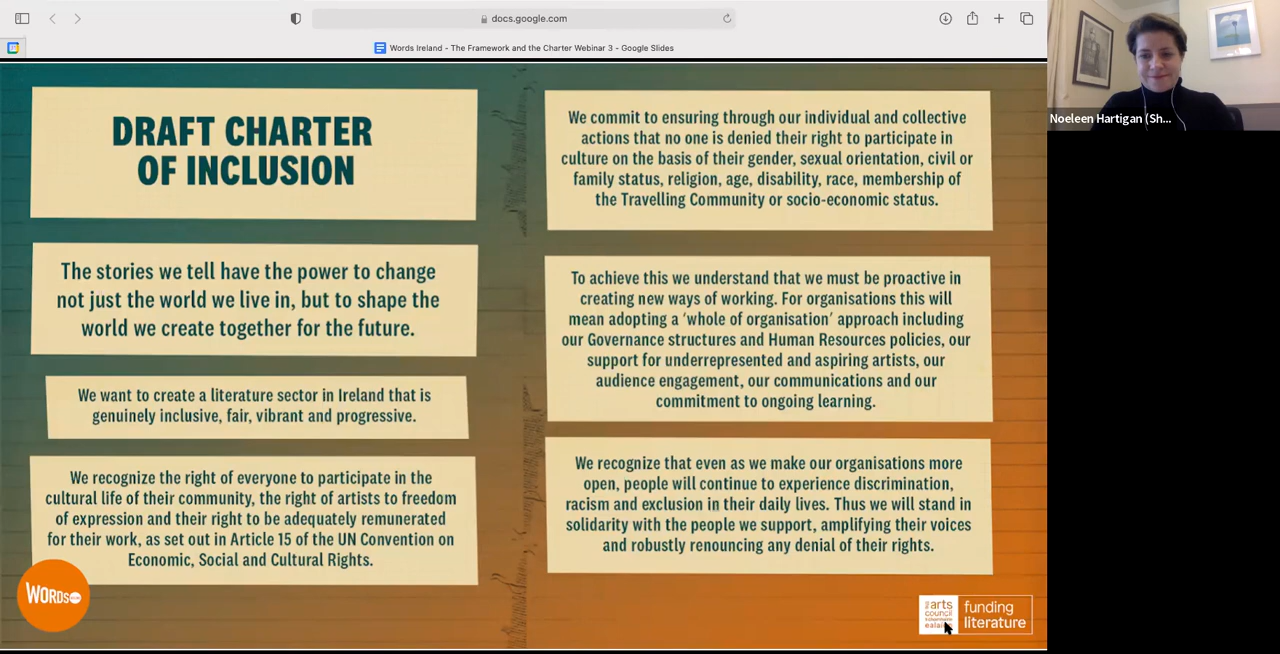 docs.google.com
Words Ireland - The Framework and the Charter Webinar 3 - Google Slides
DRAFT CHARTER
OF INCLUSION
The stories we tell have the power to change
not just the world we live in, but to shape the
world we create together for the future.
We want to create a literature sector in Ireland that is
genuinely inclusive, fair, vibrant and progressive.
We recognize the right of everyone to participate in the
cultural life of their community, the right of artists to freedom
of expression and their right to be adequately remunerated
for their work, as set out in Article 15 of the UN Convention on
Economic, Social and Cultural Rights.
WORDS
We commit to ensuring through our individual and collective
actions that no one is denied their right to participate in
culture on the basis of their gender, sexual orientation, civil or
family status, religion, age, disability, race, membership of
the Travelling Community or socio-economic status.
To achieve this we understand that we must be proactive in
creating new ways of working. For organisations this will
mean adopting a 'whole of organisation' approach including
our Governance structures and Human Resources policies, our
support for underrepresented and aspiring artists, our
audience engagement, our communications and our
commitment to ongoing learning.
We recognize that even as we make our organisations more
open, people will continue to experience discrimination,
racism and exclusion in their daily lives. Thus we will stand in
solidarity with the people we support, amplifying their voices
and robustly renouncing any denial of their rights.
arts
council
funding
literature
Noeleen Hartigan (Sh...